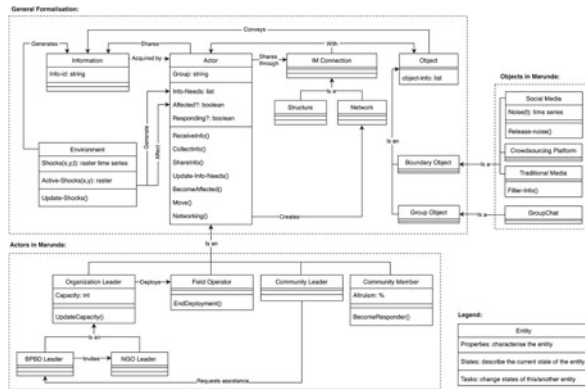 General Formalisation:
Conveys
Generates
Shares
With
Information
Info-id: string
Acquired by
Actor
Group: string
Info-Needs: list
Affected?: boolean
Responding?: boolean
ReceiveInfo()
CollectInfo()
ShareInfo()
Update-Info-Needs()
BecomeAffected()
Move()
Networking()
Shares
through
IM Connection
Is a
Structure
Network
Object
object-info: list
Generate
Affect
Environment
Shocks(x,y,t): raster time series
Active-Shocks(x,y): raster
Update-Shocks()
Creates
Is an
Boundary Object
Group Object
Objects in Marunda:
Social Media
Noise(t): time series
Release-noise()
Crowdsourcing Platform
Is a
Traditional Media
Filter-Info()
Is a
GroupChat
Is an
Actors in Marunda:
Organization Leader
Capacity: int
UpdateCapacity()
Deploys
Field Operator
EndDeployment()
Community Leader
Community Member
Altruism: %
BecomeResponder()
Is an
BPBD Leader
Invites
NGO Leader
Requests assistance
Legend:
Entity
Properties: characterise the entity
States: describe the current state of the entity
Tasks: change states of this/another entity